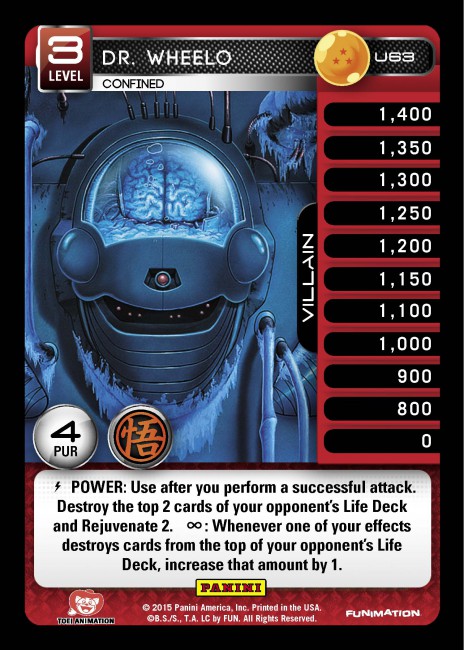 3
LEVEL
DR. WHEELO
U63
CONFINED
1,400
1,350
1,300
1,250
1,200
1,150
1,100
1,000
900
800
0
VILLAIN
4
PUR
悟
POWER: Use after you perform a successful attack.
Destroy the top 2 cards of your opponent's Life Deck
and Rejuvenate 2. ∞: Whenever one of your effects
destroys cards from the top of your opponent's Life
Deck, increase that amount by 1.
PANINI
TOEI ANIMATION
© 2015 Panini America, Inc. Printed in the USA.
©B.S./S., T.A. LC by FUN. All Rights Reserved.
FUNIMATION